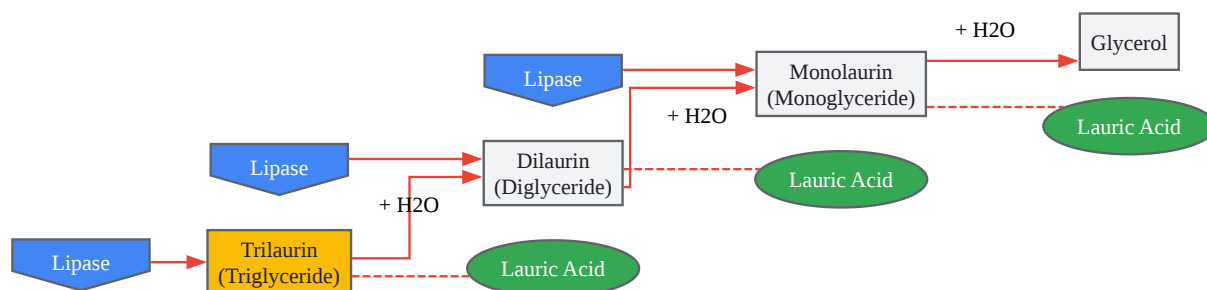 + H2O
Glycerol
Lipase
Monolaurin
(Monoglyceride)
+ H2O
Lauric Acid
Lipase
Dilaurin
(Diglyceride)
Lauric Acid
+ H2O
Lipase
Trilaurin
(Triglyceride)
Lauric Acid